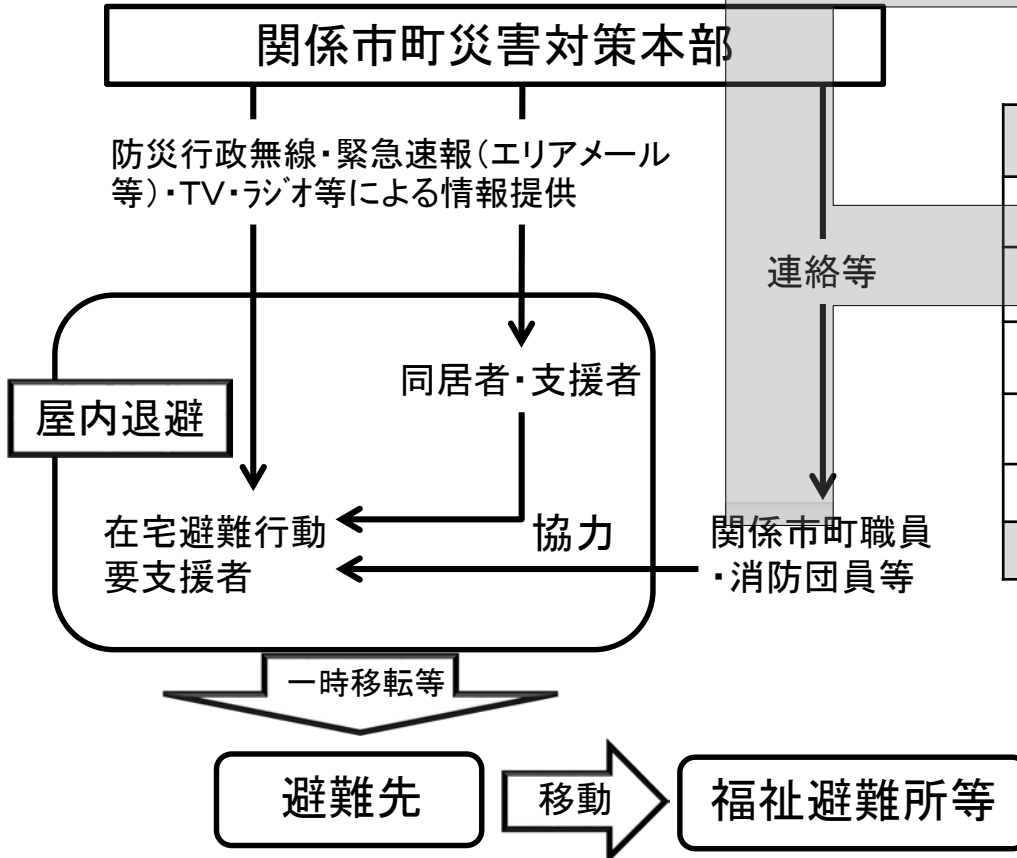 関係市町災害対策本部
防災行政無線・緊急速報(エリアメール
等)・TV・ラジオ等による情報提供
連絡等
同居者・支援者
屋内退避
在宅避難行動
要支援者
協力
関係市町職員
・消防団員等
一時移転等
避難先
移動
福祉避難所等